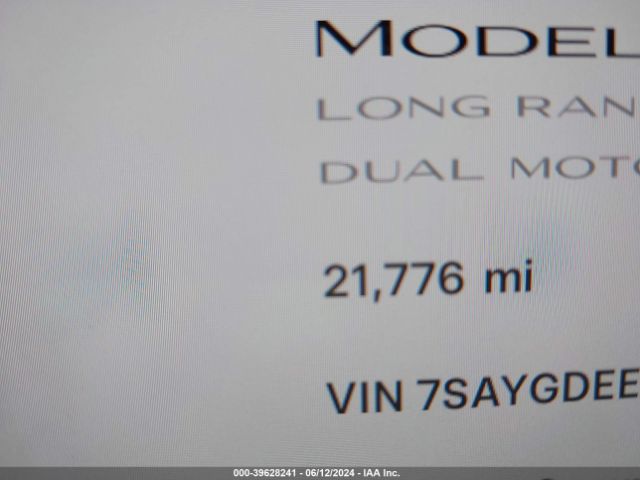 MODEL
LONG RAN
DUAL MOTO
21,776 mi
VIN 7SAYGDEE
000-39628241 - 06/12/2024 - IAA Inc.